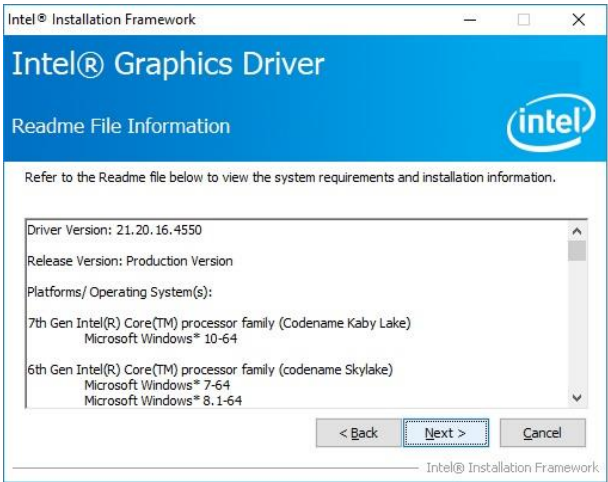 Intel® Installation Framework
Intel® Graphics Driver
Readme File Information
intel
Refer to the Readme file below to view the system requirements and installation information.
Driver Version: 21.20.16.4550
Release Version: Production Version
Platforms/ Operating System(s):
7th Gen Intel(R) Core(TM) processor family (Codename Kaby Lake)
Microsoft Windows* 10-64
6th Gen Intel(R) Core(TM) processor family (codename Skylake)
Microsoft Windows* 7-64
Microsoft Windows* 8.1-64
< Back Next > Cancel
Intel® Installation Framework